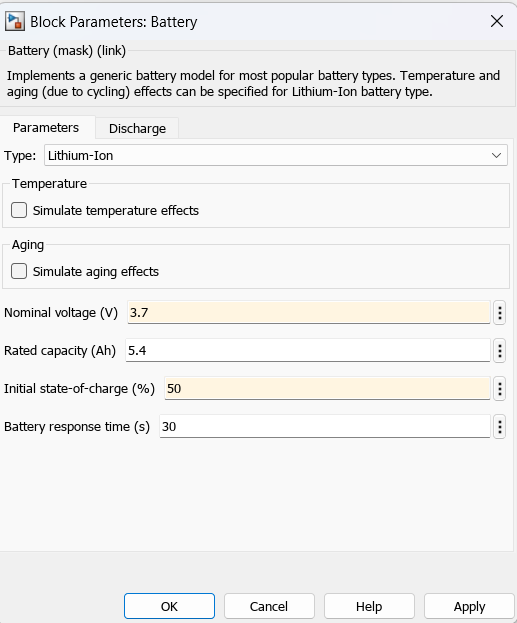 Block Parameters: Battery
Battery (mask) (link)
Implements a generic battery model for most popular battery types. Temperature and
aging (due to cycling) effects can be specified for Lithium-Ion battery type.
Parameters Discharge
Type: Lithium-Ion
Temperature
Simulate temperature effects
Aging
Simulate aging effects
Nominal voltage (V) 3.7
Rated capacity (Ah) 5.4
Initial state-of-charge (%) 50
Battery response time (s) 30
OK Cancel Help Apply